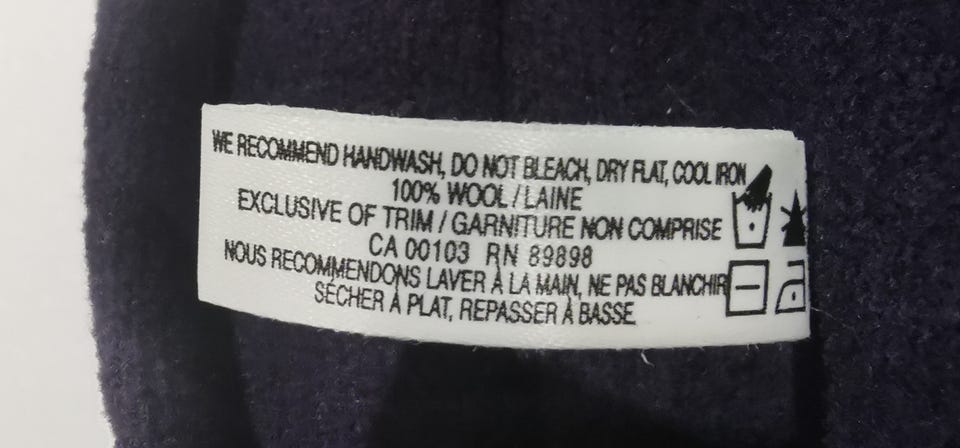 WE RECOMMEND HANDWASH, DO NOT BLEACH, DRY FLAT, COOL IRON
100% WOOL / LAINE
EXCLUSIVE OF TRIM / GARNITURE NON COMPRISE
CA 00103 RN 89898
NOUS RECOMMENDONS LAVER À LA MAIN, NE PAS BLANCHIR
SÉCHER À PLAT, REPASSER À BASSE